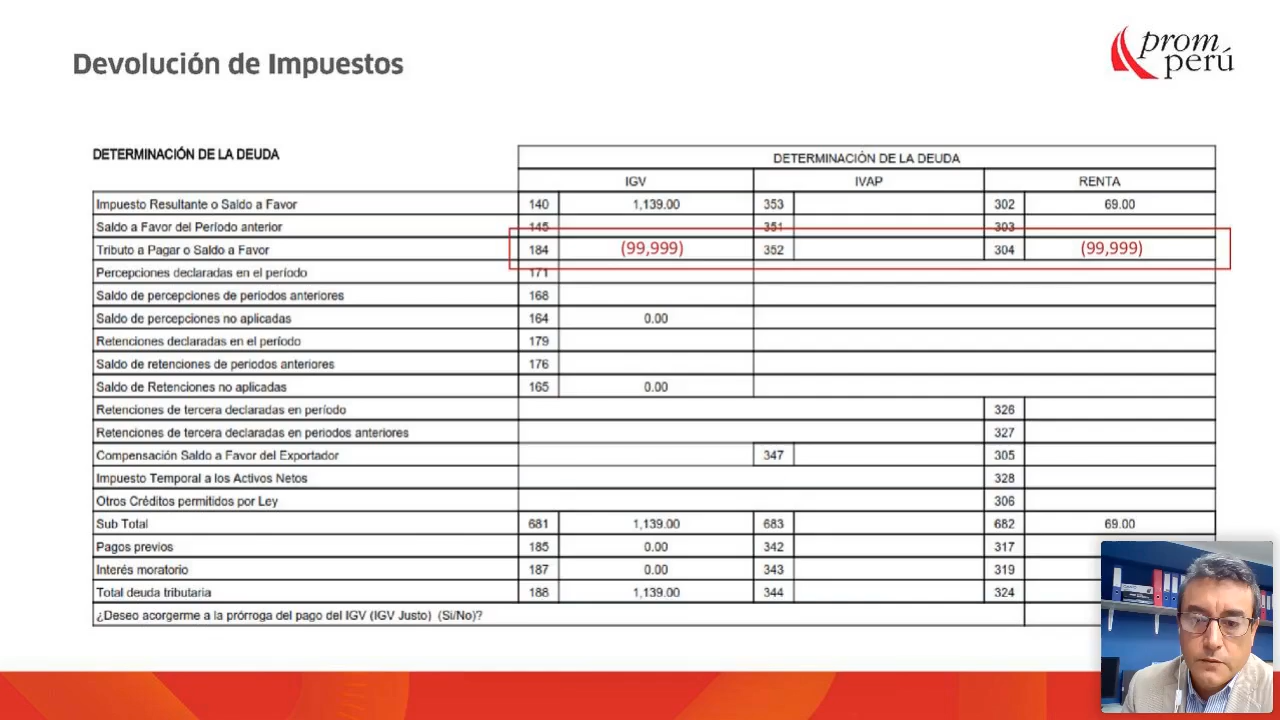 Devolución de Impuestos
prom
perú
DETERMINACIÓN DE LA DEUDA
DETERMINACIÓN DE LA DEUDA
IGV IVAP RENTA
Impuesto Resultante o Saldo a Favor 140 1,139.00 353 302 69.00
Saldo a Favor del Período anterior 145 351 303
Tributo a Pagar o Saldo a Favor 184 (99,999) 352 304 (99,999)
Percepciones declaradas en el período 171
Saldo de percepciones de periodos anteriores 168
Saldo de percepciones no aplicadas 164 0.00
Retenciones declaradas en el período 179
Saldo de retenciones de periodos anteriores 176
Saldo de Retenciones no aplicadas 165 0.00
Retenciones de tercera declaradas en período 326
Retenciones de tercera declaradas en periodos anteriores 327
Compensación Saldo a Favor del Exportador 347 305
Impuesto Temporal a los Activos Netos 328
Otros Créditos permitidos por Ley 306
Sub Total 681 1,139.00 683 682 69.00
Pagos previos 185 0.00 342 317
Interés moratorio 187 0.00 343 319
Total deuda tributaria 188 1,139.00 344 324
¿Deseo acorgerme a la prórroga del pago del IGV (IGV Justo) (Si/No)?